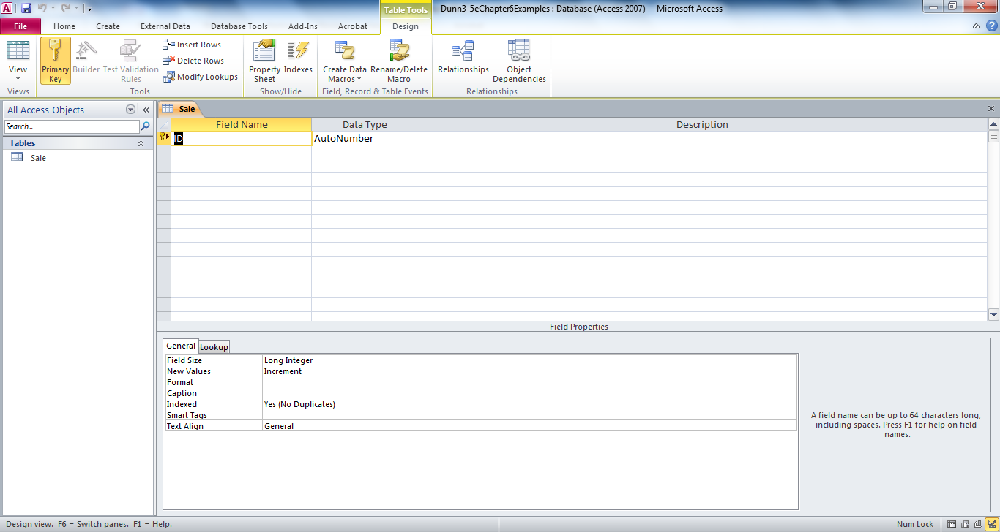 Table Tools
Dunn3-5eChapter6Examples : Database (Access 2007) - Microsoft Access
File Home Create External Data Database Tools Add-Ins Acrobat Design
View
Primary Key
Builder
Test Validation Rules
Insert Rows
Delete Rows
Modify Lookups
Property Sheet
Indexes
Create Data Macros
Rename/Delete Macro
Relationships
Object Dependencies
Views Tools Show/Hide Field, Record & Table Events Relationships
All Access Objects
Search...
Tables
Sale
Sale
Field Name Data Type Description
ID AutoNumber
Field Properties
General Lookup
Field Size Long Integer
New Values Increment
Format
Caption
Indexed Yes (No Duplicates)
Smart Tags
Text Align General
A field name can be up to 64 characters long,
including spaces. Press F1 for help on field
names.
Design view. F6 = Switch panes. F1 = Help.
Num Lock